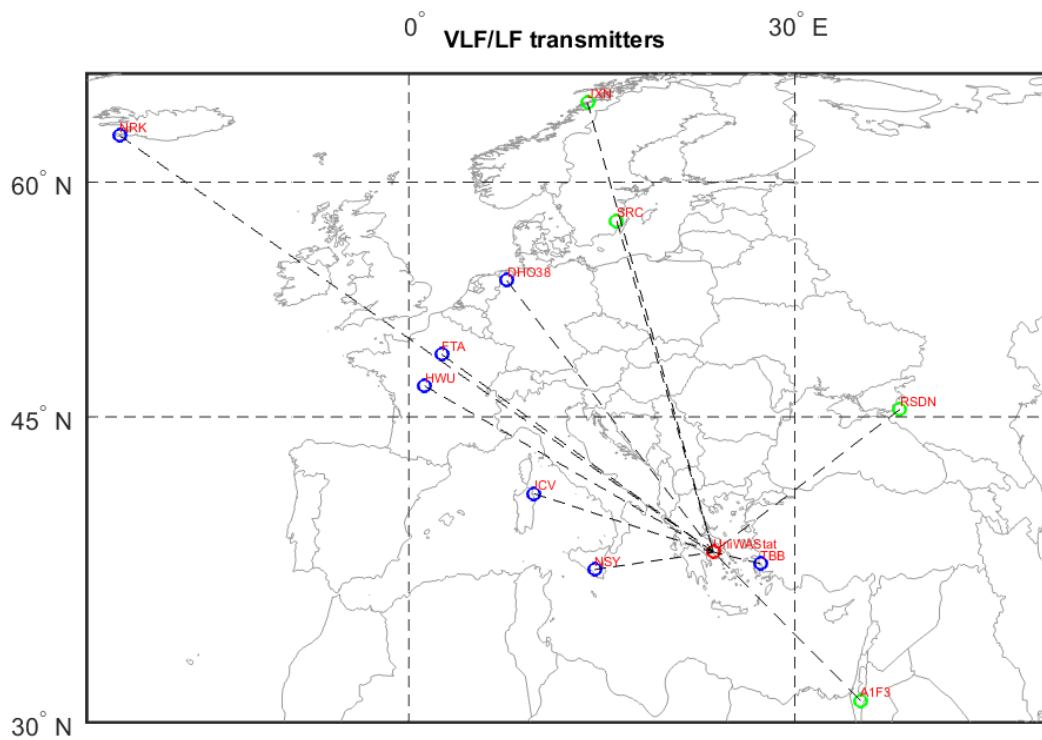 0° 30° E
VLF/LF transmitters
JXN
NRK
60° N
SRC
DHO38
FTA
HWU
RSDN
45° N
ICV
UniWAStat
NSY
TBB
A1F3
30° N